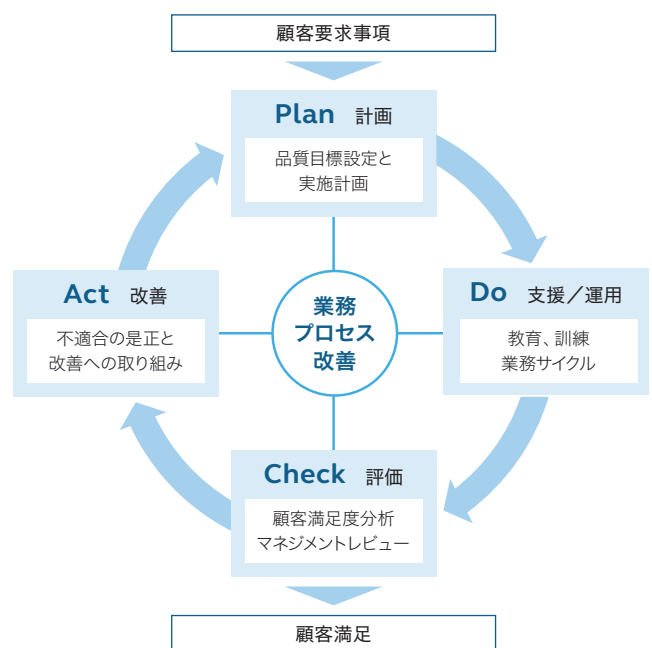 顧客要求事項
Plan 計画
品質目標設定と
実施計画
Act 改善
不適合の是正と
改善への取り組み
業務
プロセス
改善
Do 支援／運用
教育、訓練
業務サイクル
Check 評価
顧客満足度分析
マネジメントレビュー
顧客満足